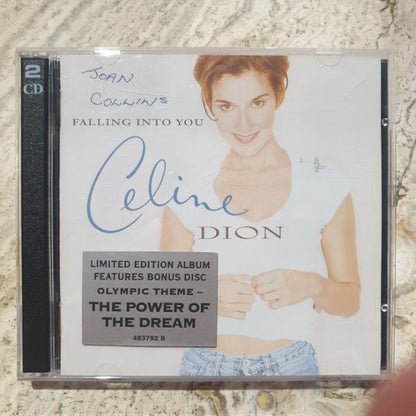 2
CD
JOAN
COLLINS
FALLING INTO YOU
Celine
DION
LIMITED EDITION ALBUM
FEATURES BONUS DISC
OLYMPIC THEME –
THE POWER OF
THE DREAM
483792 B